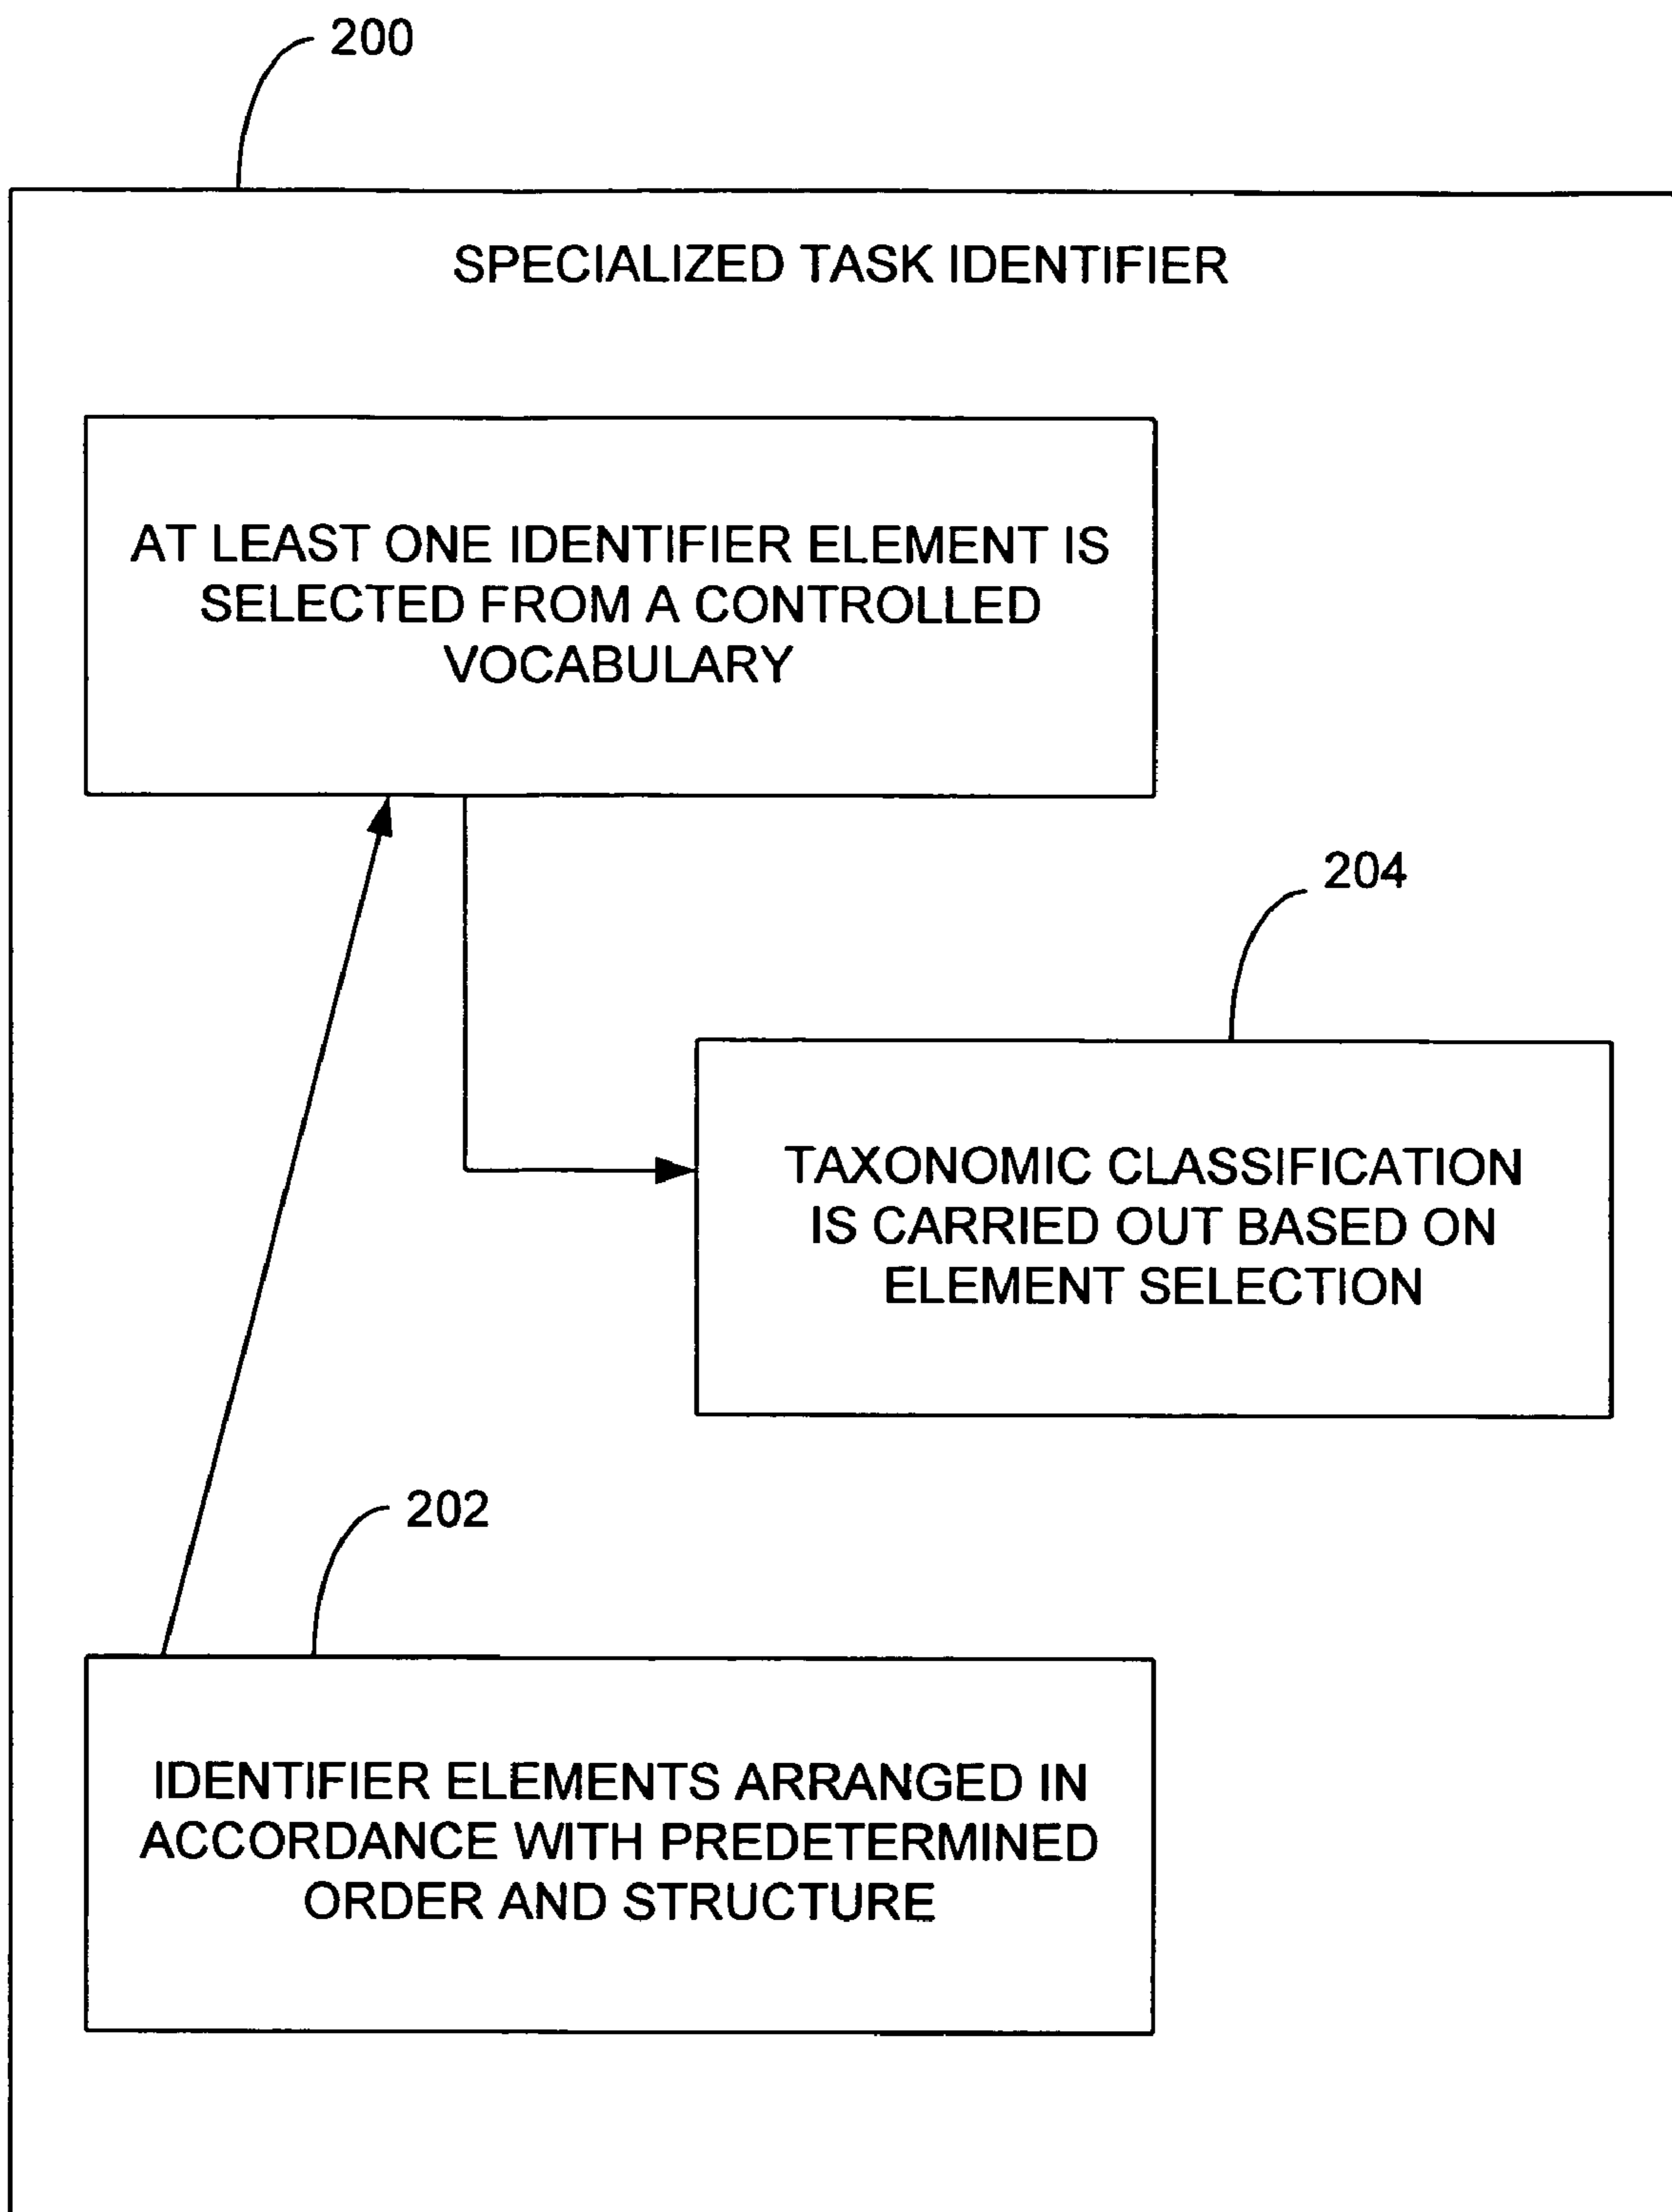 200
SPECIALIZED TASK IDENTIFIER
AT LEAST ONE IDENTIFIER ELEMENT IS
SELECTED FROM A CONTROLLED
VOCABULARY
204
TAXONOMIC CLASSIFICATION
IS CARRIED OUT BASED ON
ELEMENT SELECTION
202
IDENTIFIER ELEMENTS ARRANGED IN
ACCORDANCE WITH PREDETERMINED
ORDER AND STRUCTURE